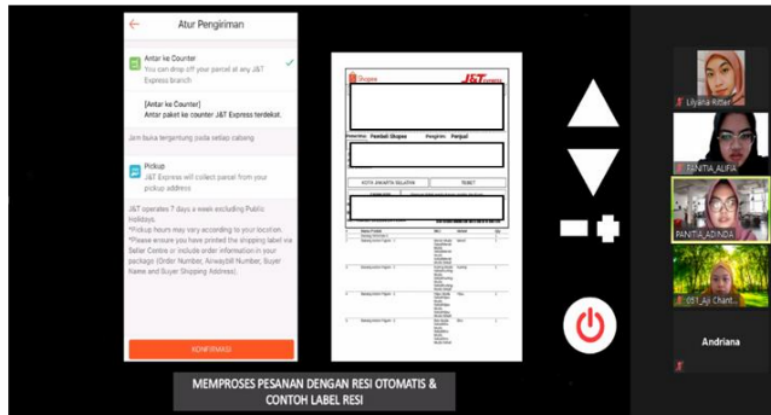 Atur Pengiriman
Antar ke Counter
You can drop off your parcel at any J&T
Express branch
[Antar ke Counter]
Antar paket ke counter J&T Express terdekat.
Jam buka tergantung pada setiap cabang
Pickup
J&T Express will collect parcel from your
pickup address
J&T operates 7 days a week excluding Public
Holidays.
*Pickup hours may vary according to your location.
*Please ensure you have printed the shipping label via
Seller Centre or include order information in your
package (Order Number, Airwaybill Number, Buyer
Name and Buyer Shipping Address).
KONFIRMASI
Shopee
J&T EXPRESS
Pembeli Shopee
Pengirim: Penjual
KOTA JAKARTA SELATAN
TEBET
MEMPROSES PESANAN DENGAN RESI OTOMATIS &
CONTOH LABEL RESI
Lilyana Ritter
PANITIA_ALIFIA
PANITIA_ADINDA
051_Aji Chant...
Andriana